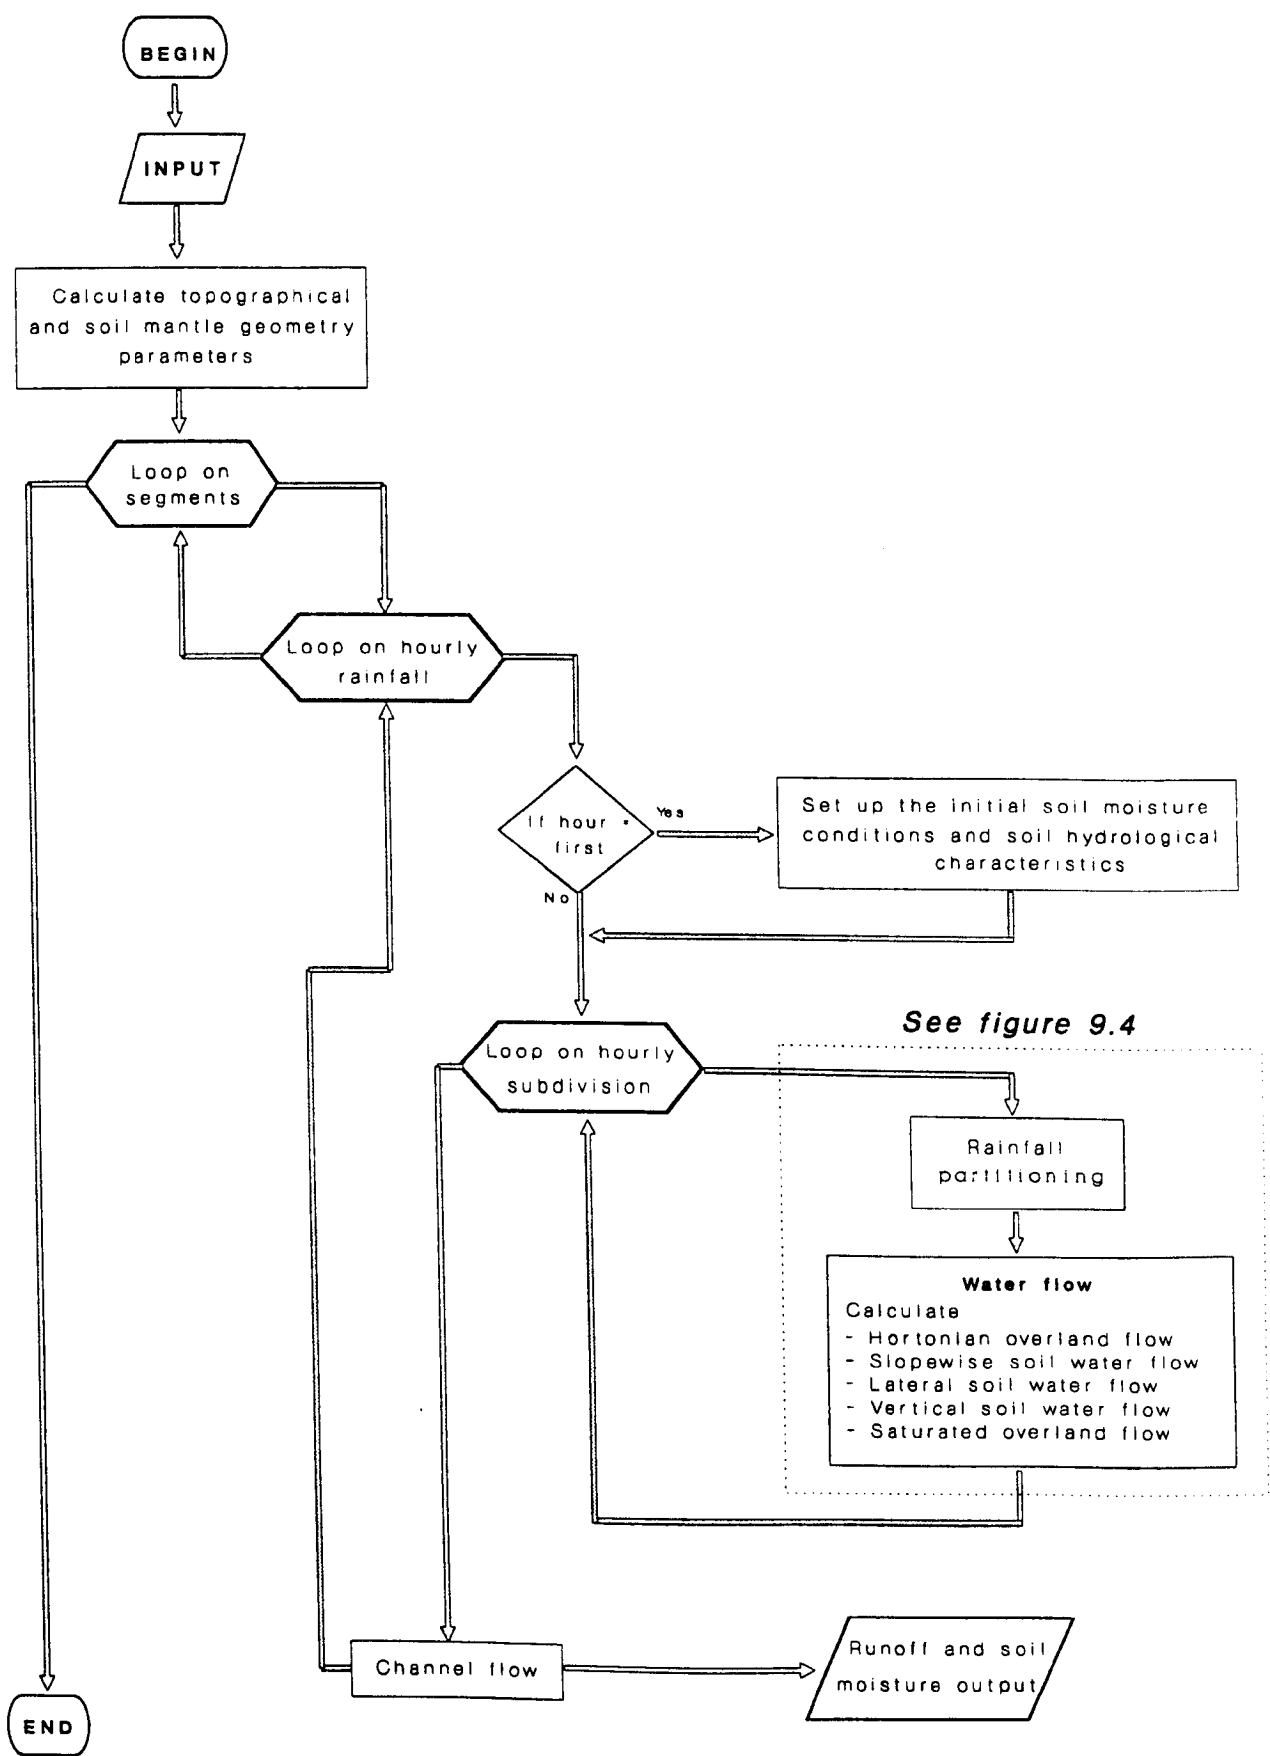 BEGIN
INPUT
Calculate topographical
and soil mantle geometry
parameters
Loop on
segments
Loop on hourly
rainfall
If hour =
first
Yes
No
Set up the initial soil moisture
conditions and soil hydrological
characteristics
See figure 9.4
Loop on hourly
subdivision
Rainfall
partitioning
Water flow
Calculate
- Hortonian overland flow
- Slopewise soil water flow
- Lateral soil water flow
- Vertical soil water flow
- Saturated overland flow
Channel flow
Runoff and soil
moisture output
END